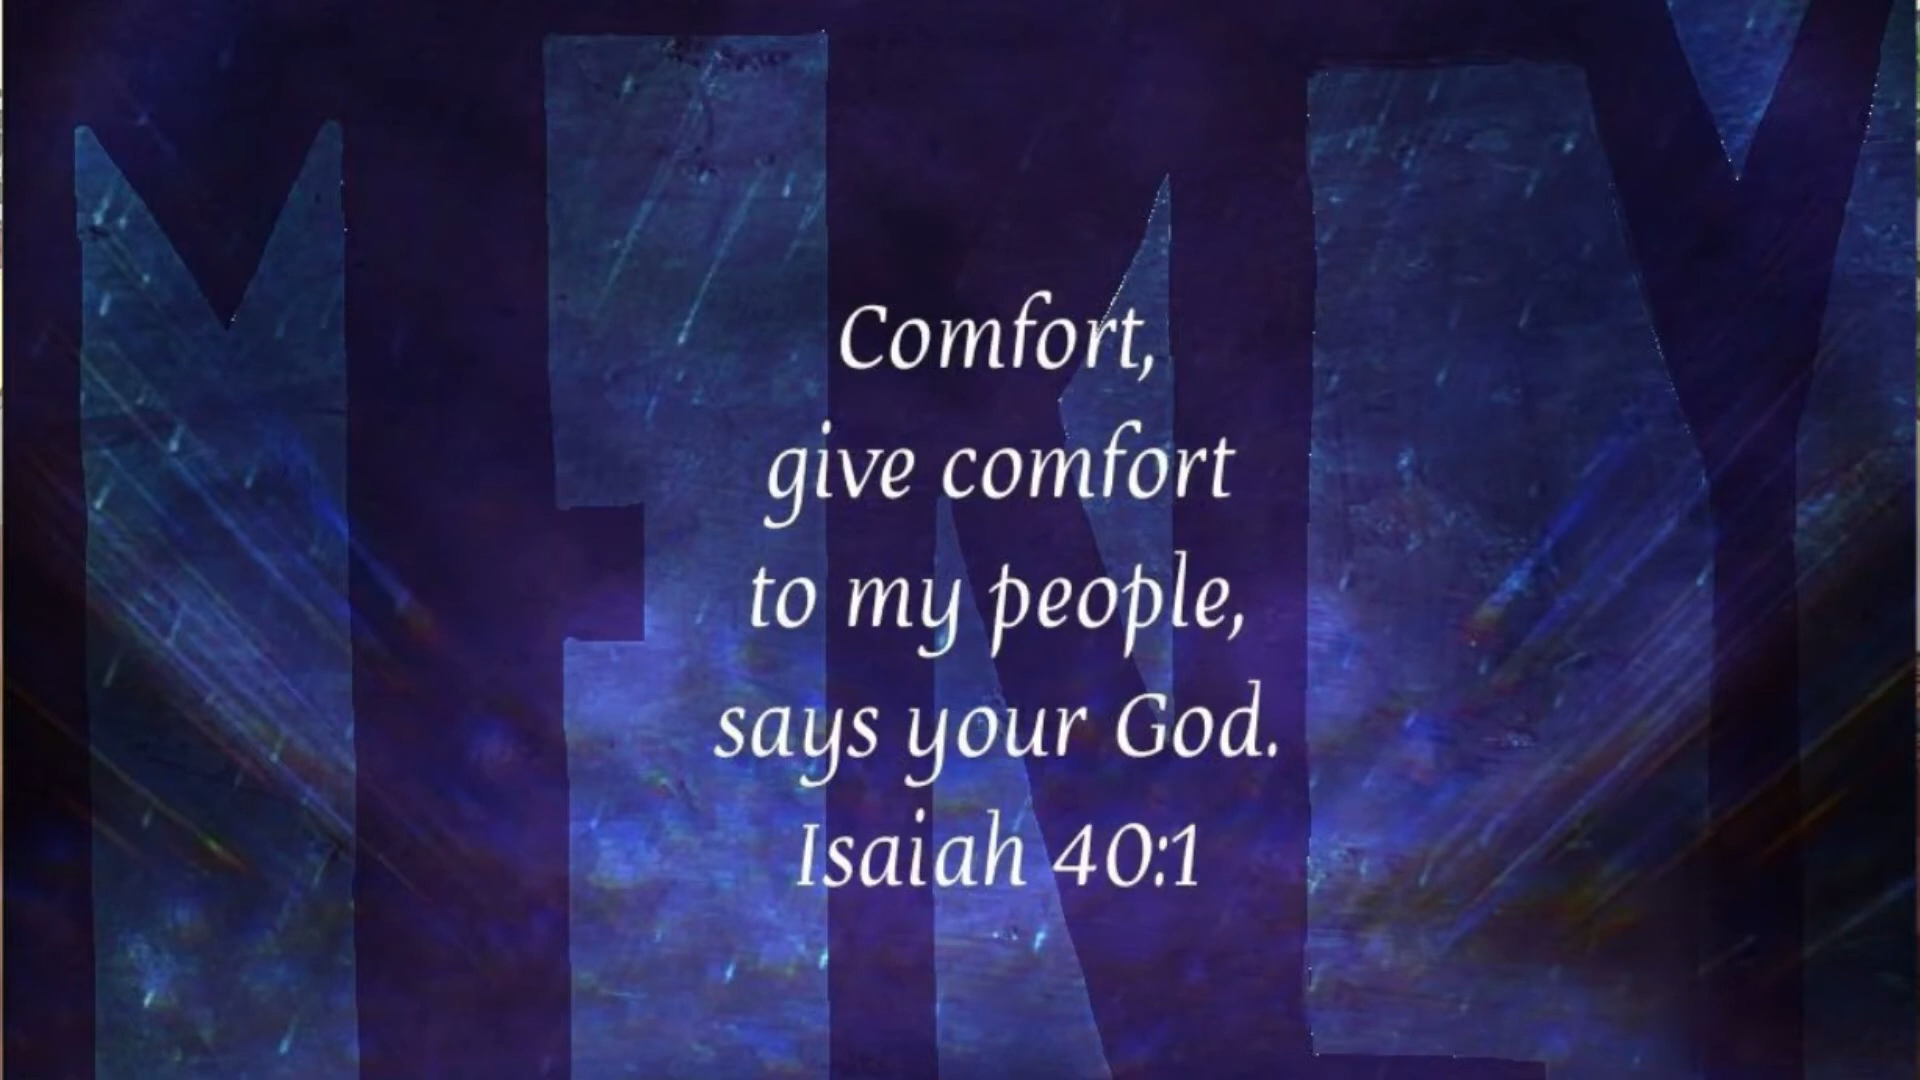 Comfort,
give comfort
to my people,
says your God.
Isaiah 40:1